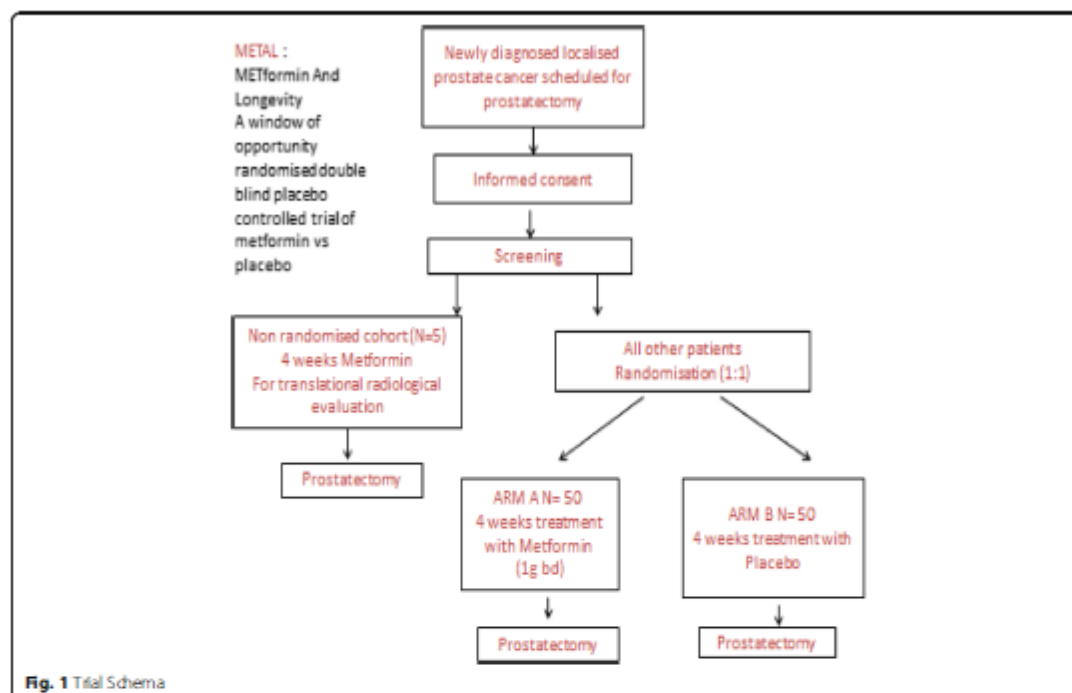 METAL :
METformin And
Longevity
A window of
opportunity
randomised double
blind placebo
controlled trial of
metformin vs
placebo
Newly diagnosed localised
prostate cancer scheduled for
prostatectomy
Informed consent
Screening
Non randomised cohort (N=5)
4 weeks Metformin
For translational radiological
evaluation
All other patients
Randomisation (1:1)
Prostatectomy
ARM A N= 50
4 weeks treatment
with Metformin
(1g bd)
ARM B N= 50
4 weeks treatment with
Placebo
Prostatectomy
Prostatectomy
Fig. 1 Trial Schema